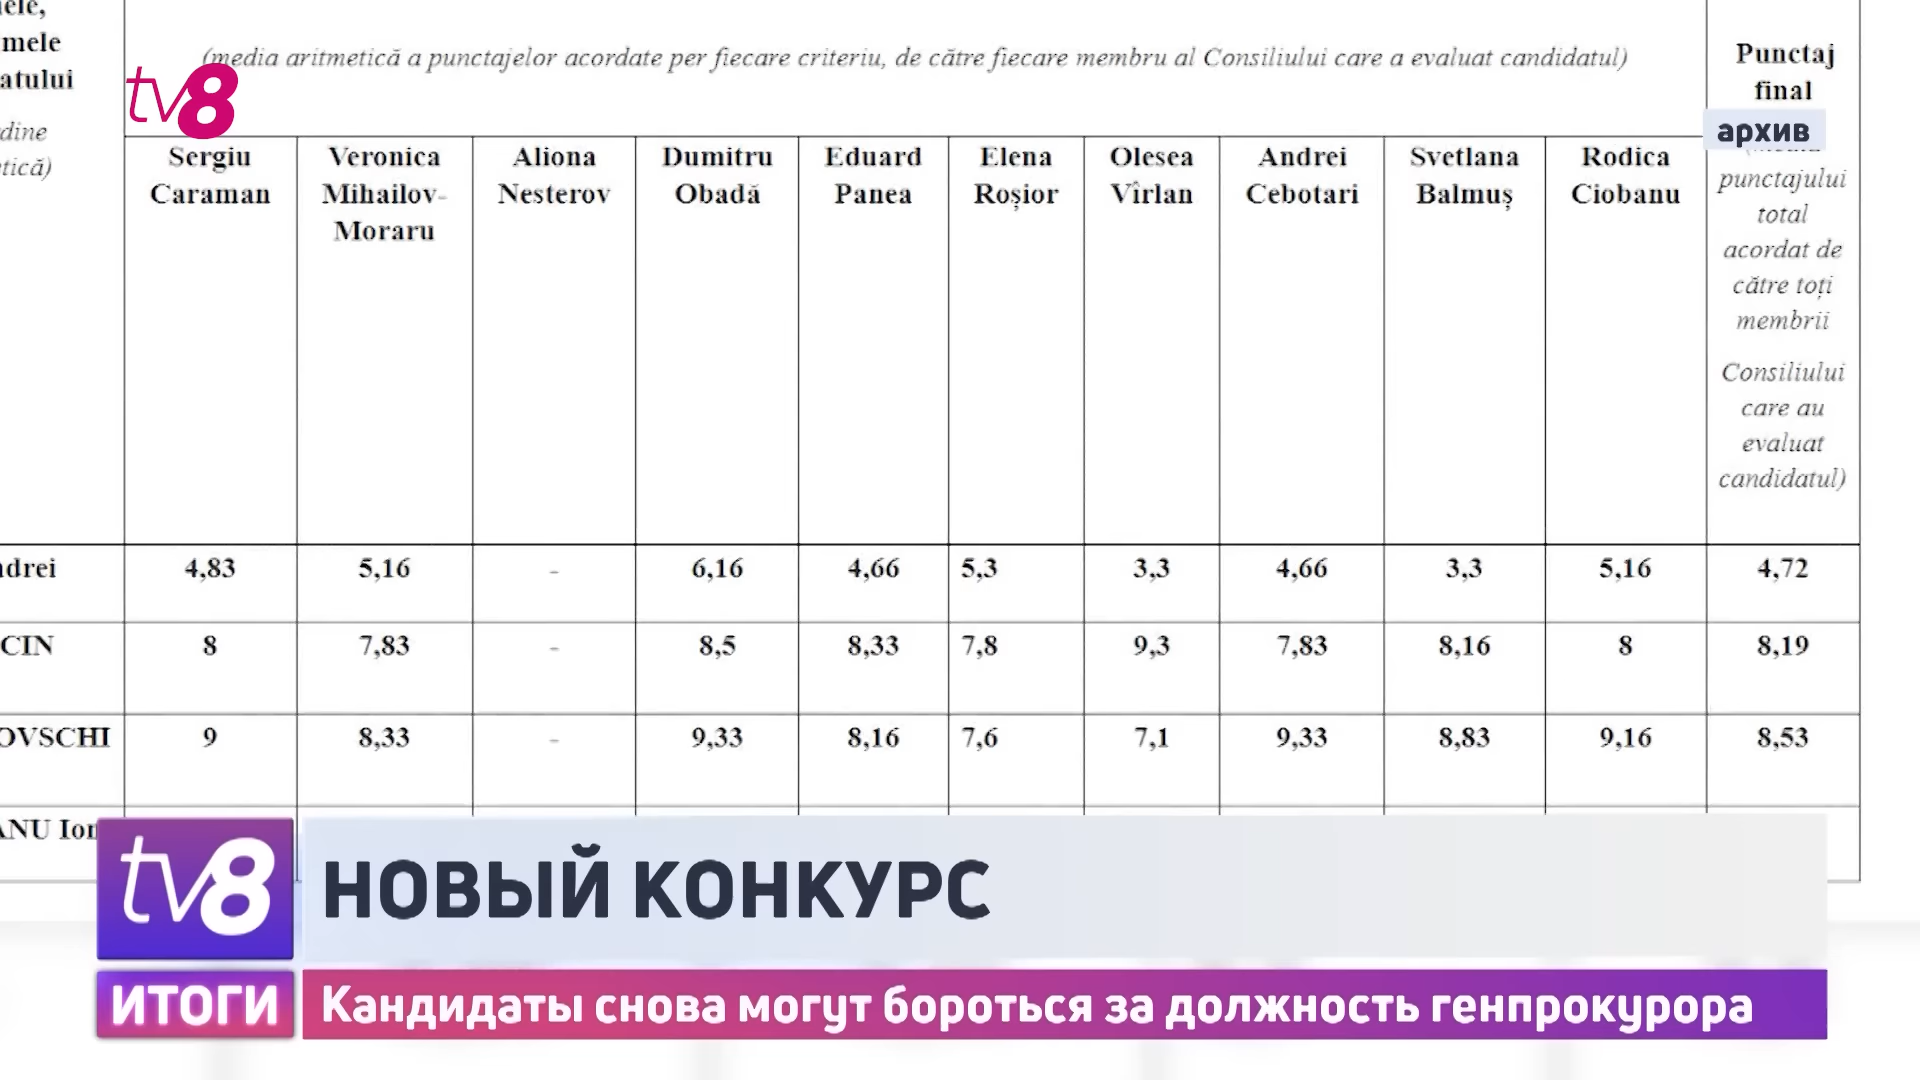 mele
(media aritmetică a punctajelor acordate per fiecare criteriu, de către fiecare membru al Consiliului care a evaluat candidatul)
Punctaj
final
atului
tv8
архив
Sergiu Caraman
Veronica Mihailov-Moraru
Aliona Nesterov
Dumitru Obadă
Eduard Panea
Elena Roșior
Olesea Vîrlan
Andrei Cebotari
Svetlana Balmuș
Rodica Ciobanu
punctajului
total
acordat de
către toți
membrii
Consiliului
care au
evaluat
candidatul)
ndrei 4,83 5,16 - 6,16 4,66 5,3 3,3 4,66 3,3 5,16 4,72
CIN 8 7,83 - 8,5 8,33 7,8 9,3 7,83 8,16 8 8,19
OVSCHI 9 8,33 - 9,33 8,16 7,6 7,1 9,33 8,83 9,16 8,53
ANU Ion
tv8
НОВЫЙ КОНКУРС
ИТОГИ
Кандидаты снова могут бороться за должность генпрокурора